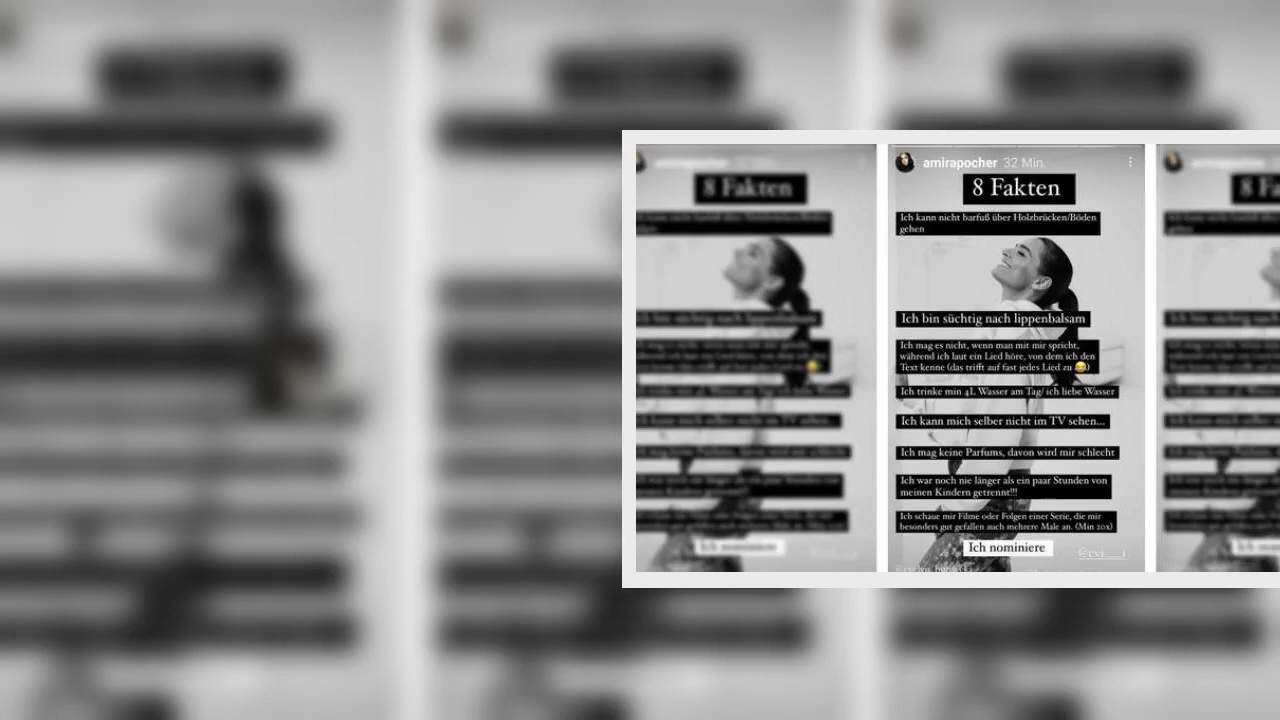 amirapocher 32 Min.
8 Fakten
Ich kann nicht barfuß über Holzbrücken/Böden
gehen
Ich bin süchtig nach lippenbalsam
Ich mag es nicht, wenn man mit mir spricht,
während ich laut ein Lied höre, von dem ich den
Text kenne (das trifft auf fast jedes Lied zu 😂)
Ich trinke min 4L Wasser am Tag/ ich liebe Wasser
Ich kann mich selber nicht im TV sehen...
Ich mag keine Parfums, davon wird mir schlecht
Ich war noch nie länger als ein paar Stunden von
meinen Kindern getrennt!!!
Ich schaue mir Filme oder Folgen einer Serie, die mir
besonders gut gefallen auch mehrere Male an. (Min 20x)
Ich nominiere